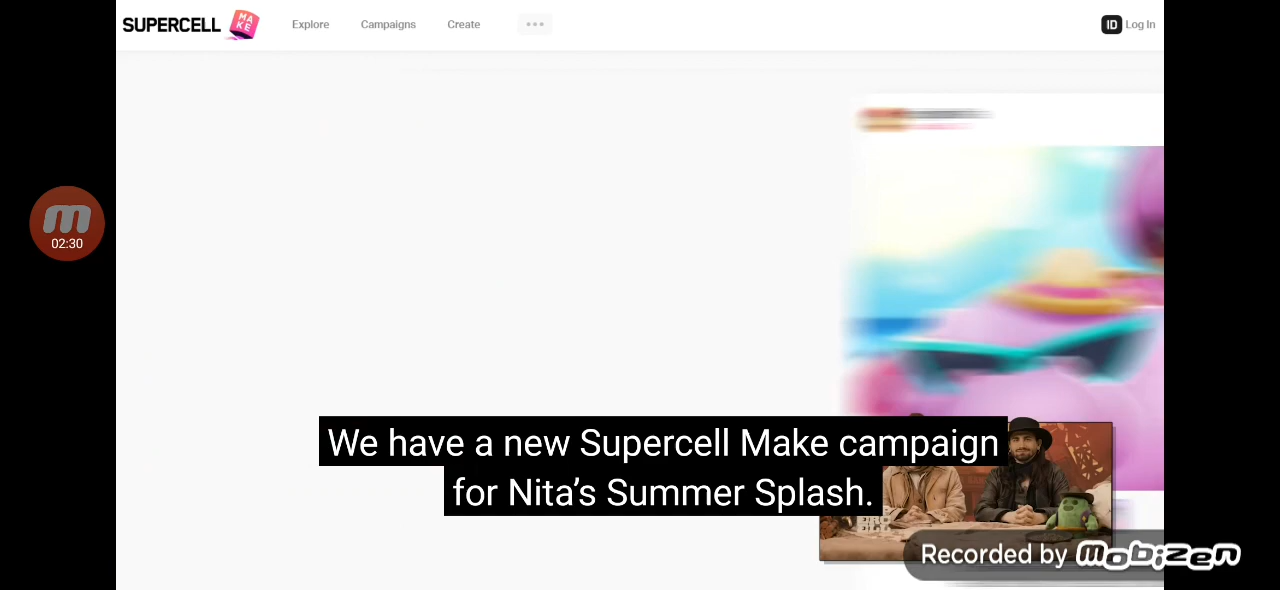 SUPERCELL MAKE
Explore
Campaigns
Create
ID Log In
02:30
We have a new Supercell Make campaign
for Nita’s Summer Splash.
Recorded by mobizen